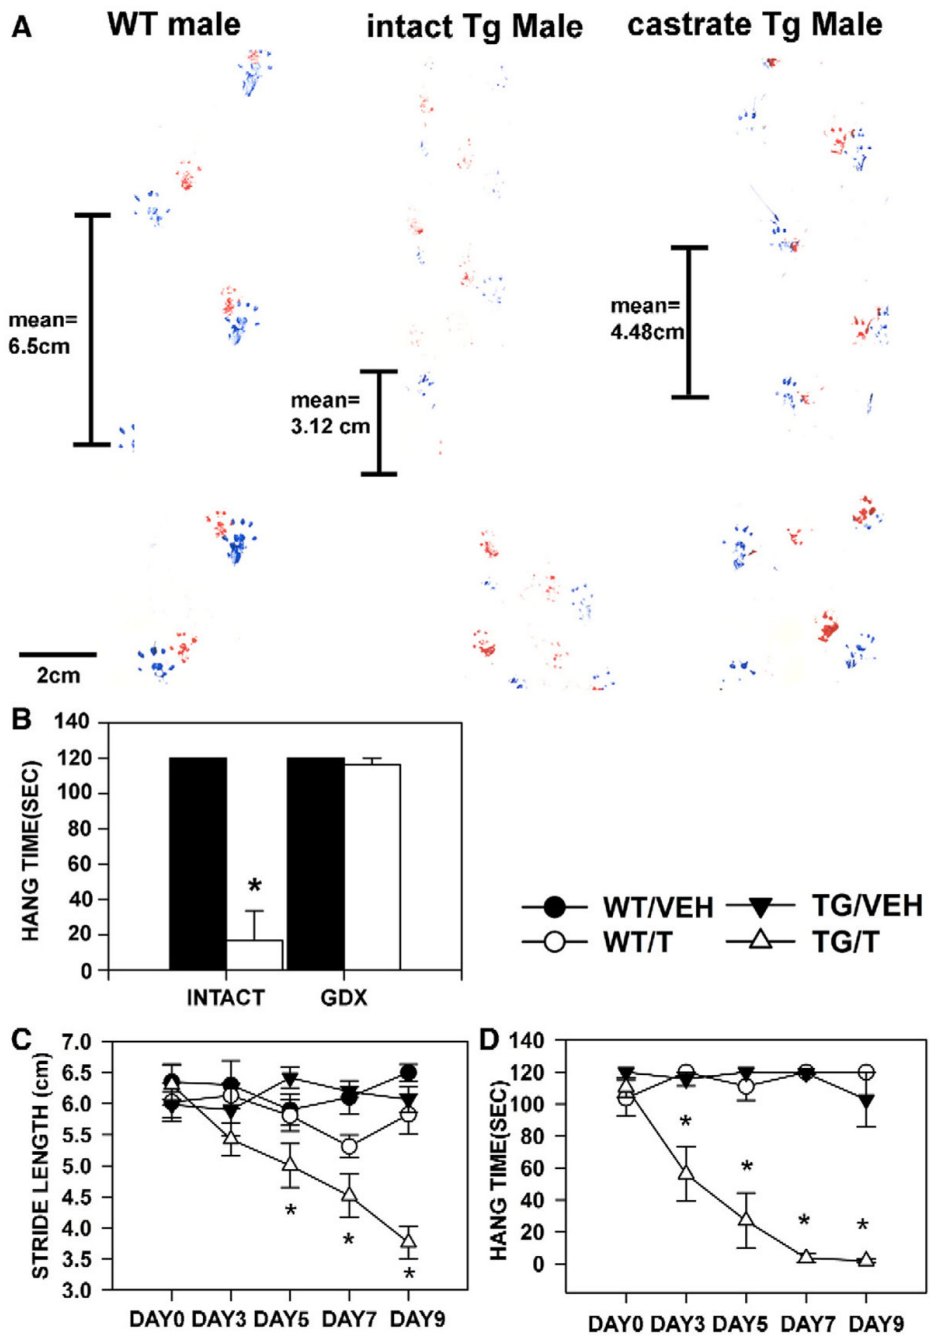 A
WT male
intact Tg Male
castrate Tg Male
mean=
6.5cm
mean=
3.12 cm
mean=
4.48cm
2cm
B
HANG TIME(SEC)
140
120
100
80
60
40
20
0
*
INTACT
GDX
WT/VEH
TG/VEH
WT/T
TG/T
C
STRIDE LENGTH (cm)
7.0
6.5
6.0
5.5
5.0
4.5
4.0
3.5
3.0
*
*
*
DAY0 DAY3 DAY5 DAY7 DAY9
D
HANG TIME(SEC)
140
120
100
80
60
40
20
0
*
*
*
*
DAY0 DAY3 DAY5 DAY7 DAY9